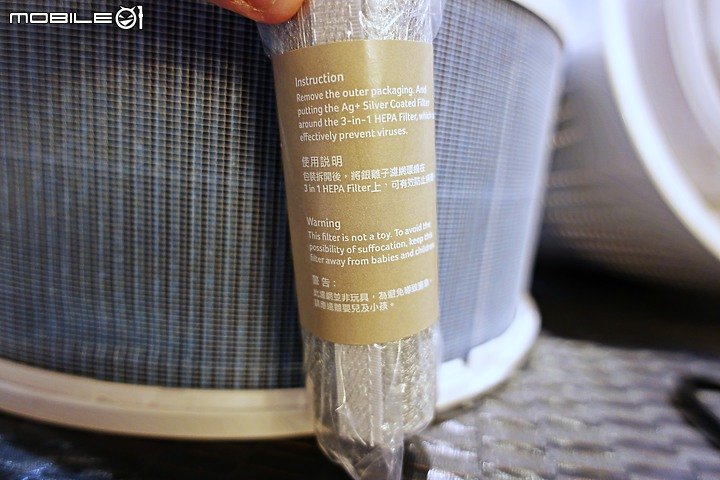 MOBILE01
Instruction
Remove the outer packaging. And
putting the Ag+ Silver Coated Filter
around the 3-in-1 HEPA Filter, which
effectively prevent viruses.
使用說明
包裝拆開後，將銀離子濾網環繞在
3 in 1 HEPA Filter上，可有效防止病
Warning
This filter is not a toy. To avoid the
possibility of suffocation, keep this
filter away from babies and children.
警告：
此濾網並非玩具，為避免導致窒息，
請應遠離嬰兒及小孩。